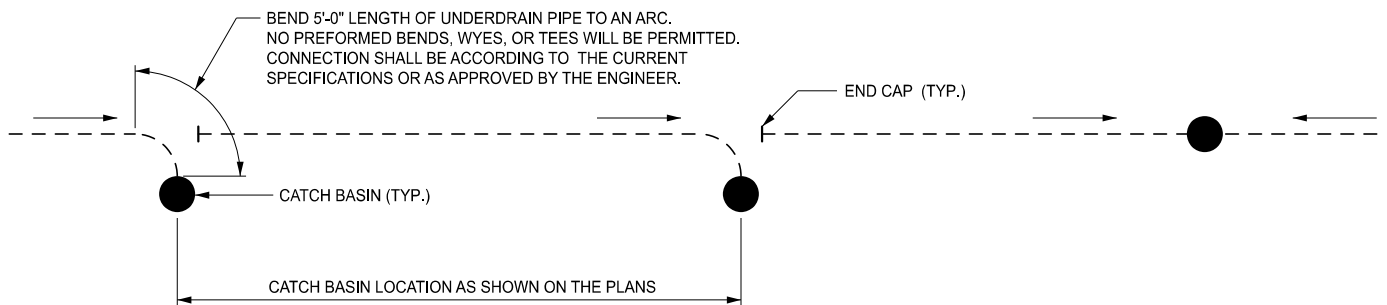 BEND 5'-0" LENGTH OF UNDERDRAIN PIPE TO AN ARC.
NO PREFORMED BENDS, WYES, OR TEES WILL BE PERMITTED.
CONNECTION SHALL BE ACCORDING TO THE CURRENT
SPECIFICATIONS OR AS APPROVED BY THE ENGINEER.
END CAP (TYP.)
CATCH BASIN (TYP.)
CATCH BASIN LOCATION AS SHOWN ON THE PLANS